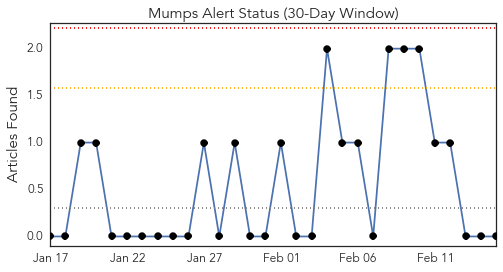 Mumps Alert Status (30-Day Window)
Articles Found
2.0
1.5
1.0
0.5
0.0
Jan 17 Jan 22 Jan 27 Feb 01 Feb 06 Feb 11